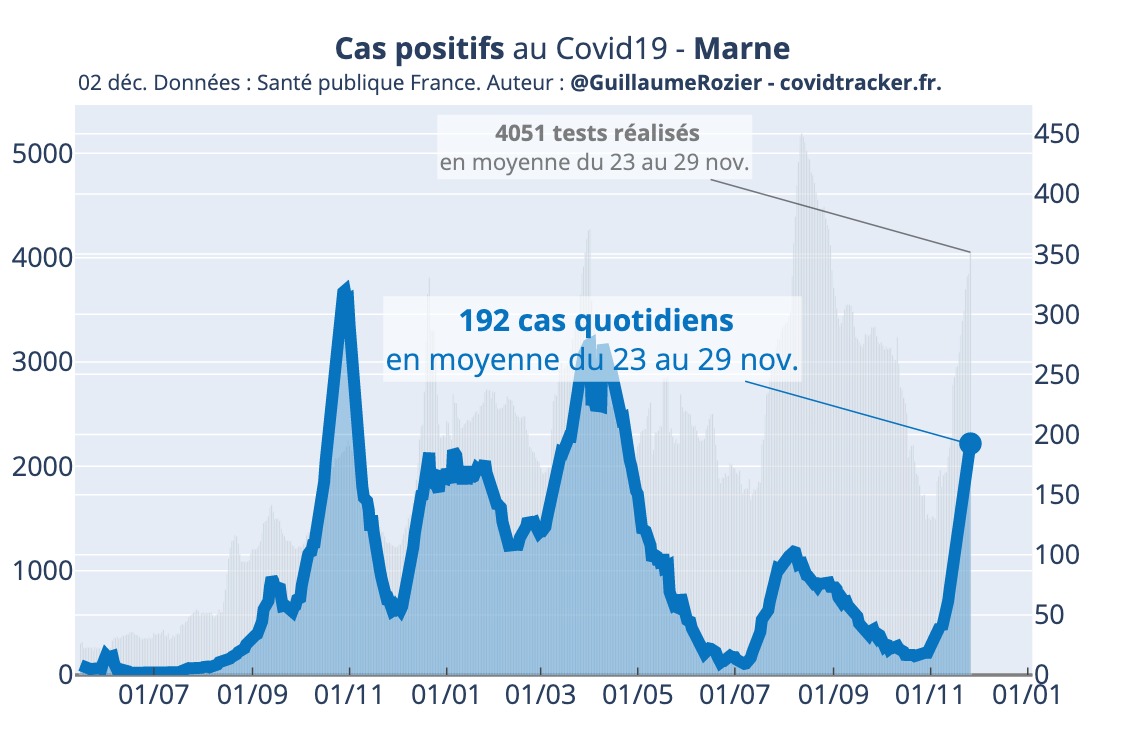 Cas positifs au Covid19 - Marne
02 déc. Données : Santé publique France. Auteur : @GuillaumeRozier - covidtracker.fr.
4051 tests réalisés
en moyenne du 23 au 29 nov.
192 cas quotidiens
en moyenne du 23 au 29 nov.
5000
4000
3000
2000
1000
0
450
400
350
300
250
200
150
100
50
0
01/07 01/09 01/11 01/01 01/03 01/05 01/07 01/09 01/11 01/01